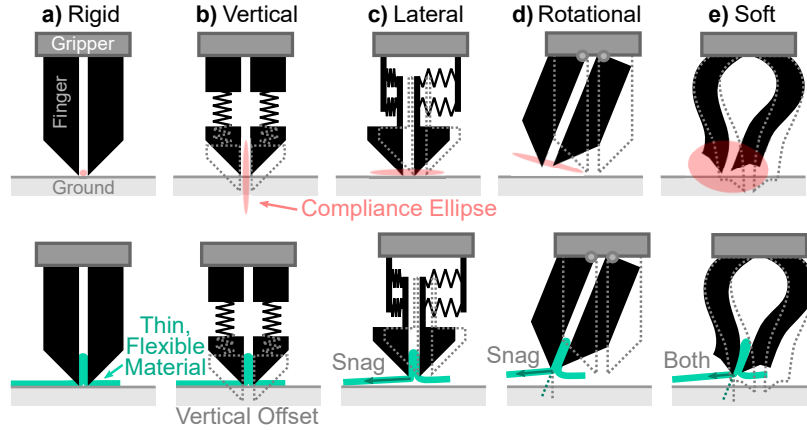 a) Rigid
b) Vertical
c) Lateral
d) Rotational
e) Soft
Gripper
Finger
Ground
Compliance Ellipse
Thin,
Flexible
Material
Vertical Offset
Snag
Snag
Both